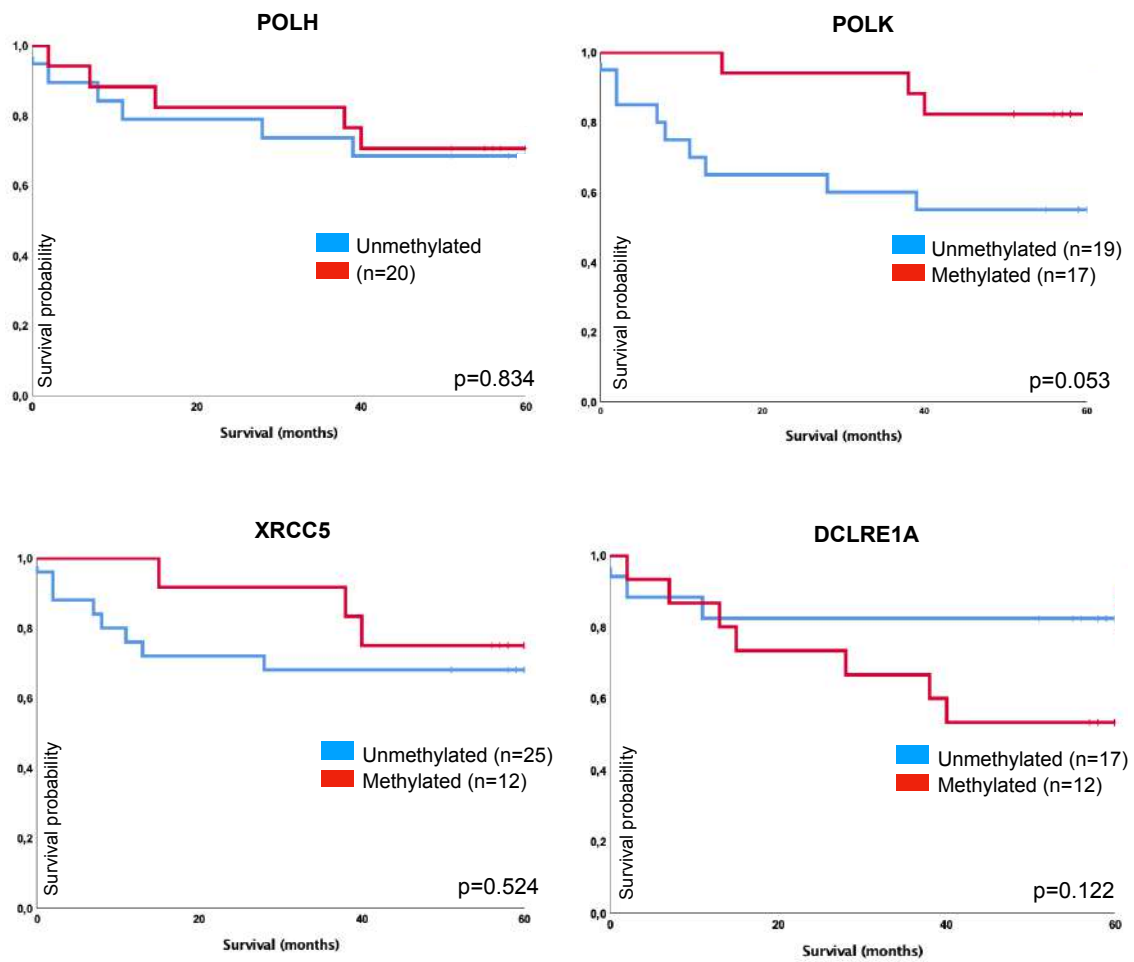 POLH
1,0
0,8
0,6
0,4
0,2
0,0
Survival probability
Unmethylated
(n=20)
p=0.834
0
20
40
60
Survival (months)
POLK
1,0
0,8
0,6
0,4
0,2
0,0
Survival probability
Unmethylated (n=19)
Methylated (n=17)
p=0.053
0
20
40
60
Survival (months)
XRCC5
1,0
0,8
0,6
0,4
0,2
0,0
Survival probability
Unmethylated (n=25)
Methylated (n=12)
p=0.524
0
20
40
60
Survival (months)
DCLRE1A
1,0
0,8
0,6
0,4
0,2
0,0
Survival probability
Unmethylated (n=17)
Methylated (n=12)
p=0.122
0
20
40
60
Survival (months)